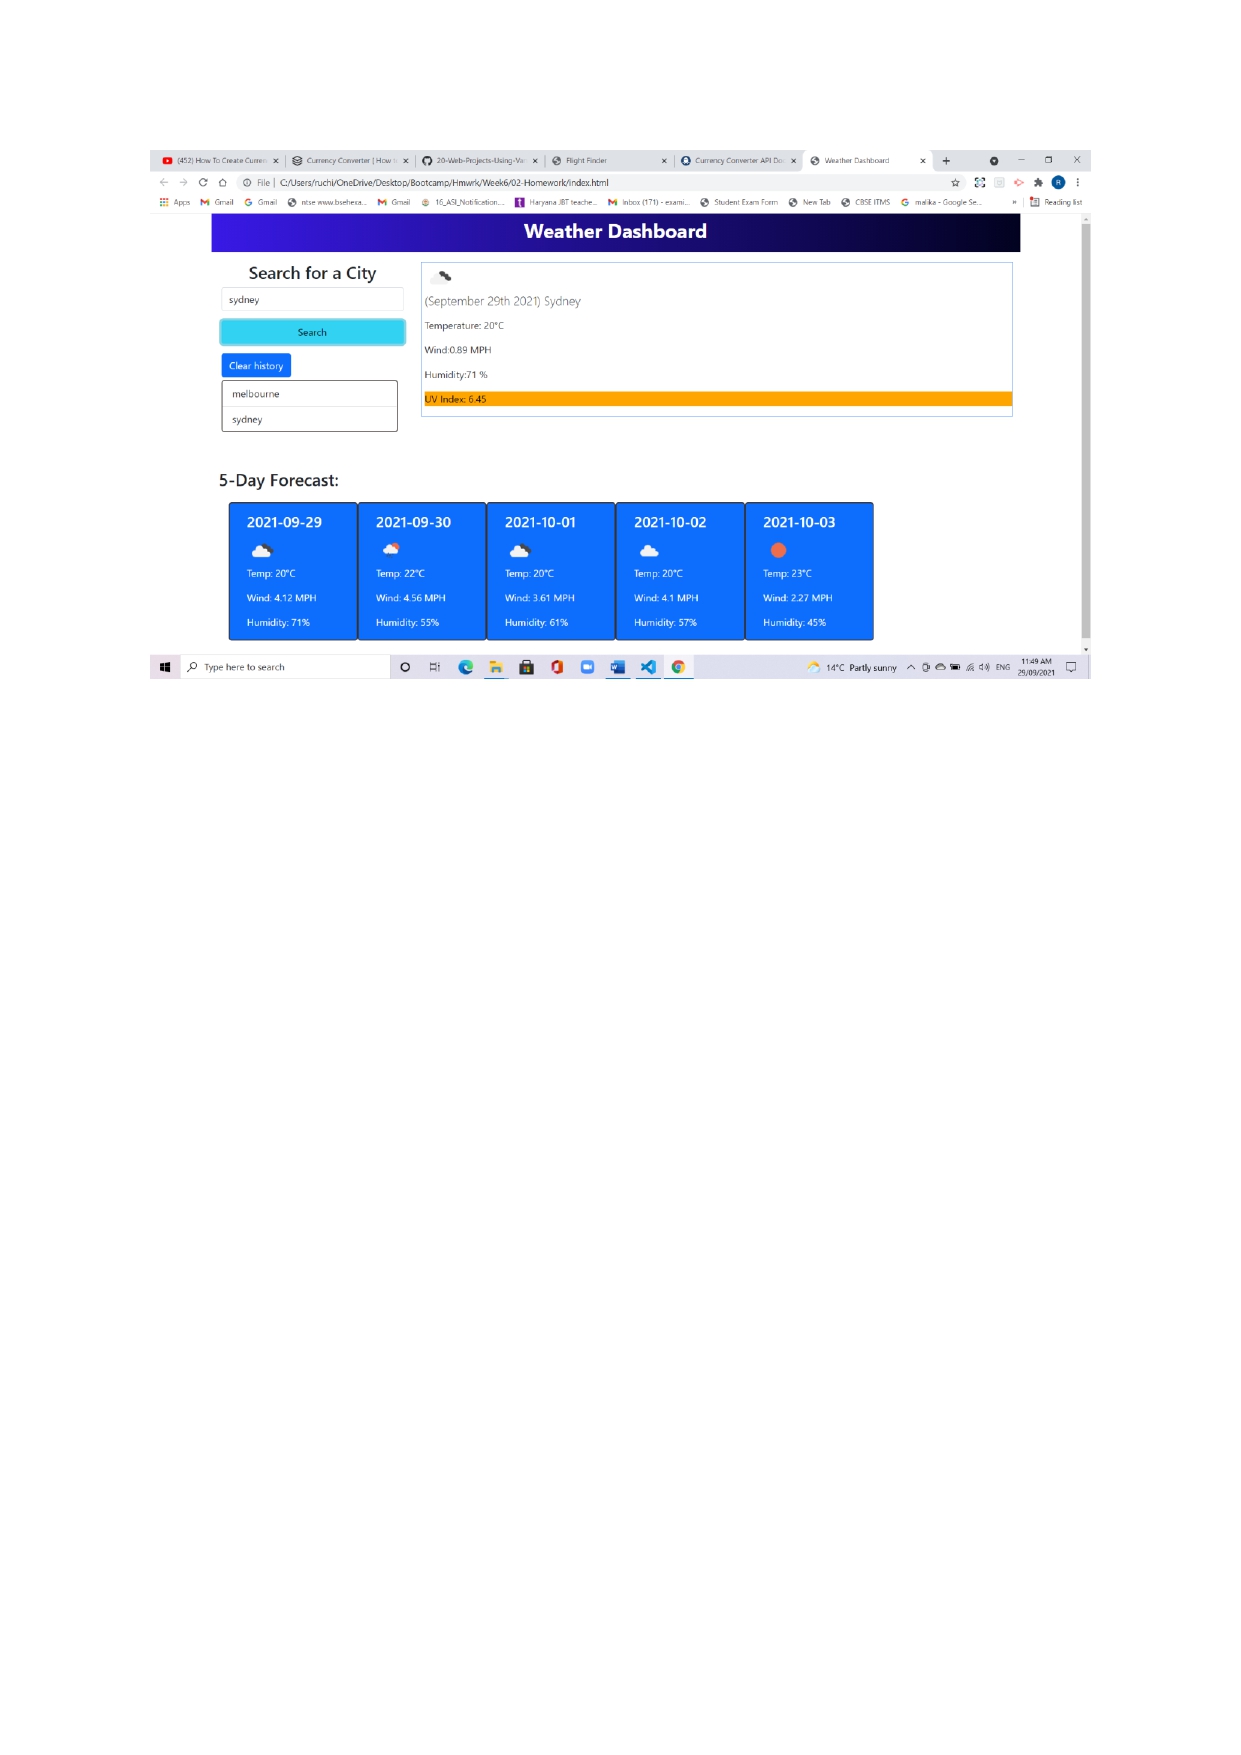 (452) How To Create Curren
Currency Converter | How t
20-Web-Projects-Using-Van
Flight Finder
Currency Converter API Do
Weather Dashboard
File | C:/Users/ruchi/OneDrive/Desktop/Bootcamp/Hmwrk/Week6/02-Homework/index.html
R
Apps
Gmail
Gmail
ntse www.bsehexa...
Gmail
16_ASI_Notification....
Haryana JBT teache...
Inbox (171) - exami...
Student Exam Form
New Tab
CBSE ITMS
malika - Google Se...
»
Reading list
Weather Dashboard
Search for a City
sydney
Search
Clear history
melbourne
sydney
(September 29th 2021) Sydney
Temperature: 20°C
Wind:0.89 MPH
Humidity:71 %
UV Index: 6.45
5-Day Forecast:
2021-09-29
Temp: 20°C
Wind: 4.12 MPH
Humidity: 71%
2021-09-30
Temp: 22°C
Wind: 4.56 MPH
Humidity: 55%
2021-10-01
Temp: 20°C
Wind: 3.61 MPH
Humidity: 61%
2021-10-02
Temp: 20°C
Wind: 4.1 MPH
Humidity: 57%
2021-10-03
Temp: 23°C
Wind: 2.27 MPH
Humidity: 45%
Type here to search
14°C Partly sunny
ENG
11:49 AM
29/09/2021